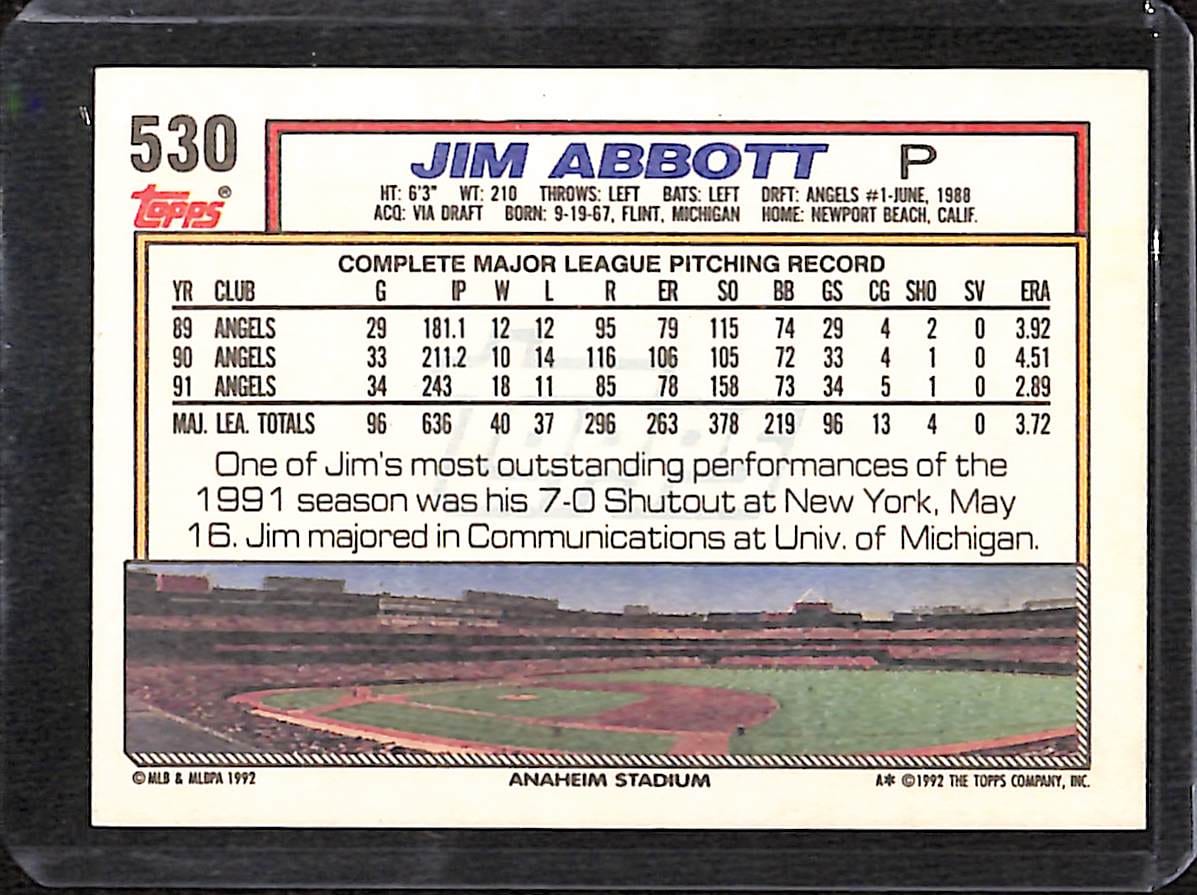 530
JIM ABBOTT P
Topps®
HT: 6'3" WT: 210 THROWS: LEFT BATS: LEFT DRFT: ANGELS #1-JUNE, 1988
ACQ: VIA DRAFT BORN: 9-19-67, FLINT, MICHIGAN HOME: NEWPORT BEACH, CALIF.
COMPLETE MAJOR LEAGUE PITCHING RECORD
YR CLUB G IP W L R ER SO BB GS CG SHO SV ERA
89 ANGELS 29 181.1 12 12 95 79 115 74 29 4 2 0 3.92
90 ANGELS 33 211.2 10 14 116 106 105 72 33 4 1 0 4.51
91 ANGELS 34 243 18 11 85 78 158 73 34 5 1 0 2.89
MAJ. LEA. TOTALS 96 636 40 37 296 263 378 219 96 13 4 0 3.72
One of Jim's most outstanding performances of the
1991 season was his 7-0 Shutout at New York, May
16. Jim majored in Communications at Univ. of Michigan.
© MLB & MLBPA 1992 ANAHEIM STADIUM A* ©1992 THE TOPPS COMPANY, INC.